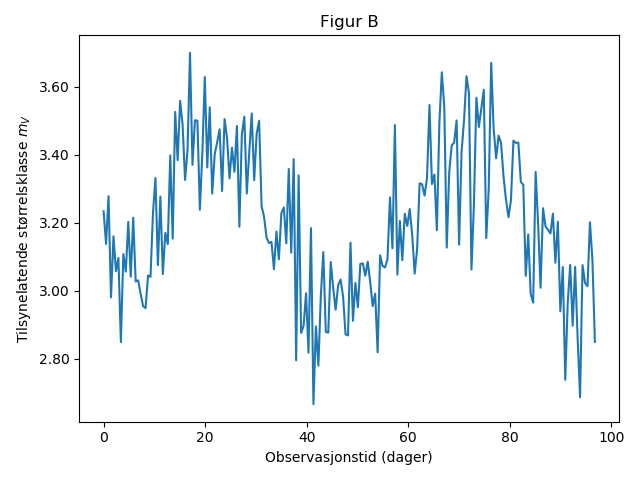 Figur B
Tilsynelatende størrelsklasse m_V
3.60
3.40
3.20
3.00
2.80
0 20 40 60 80 100
Observasjonstid (dager)